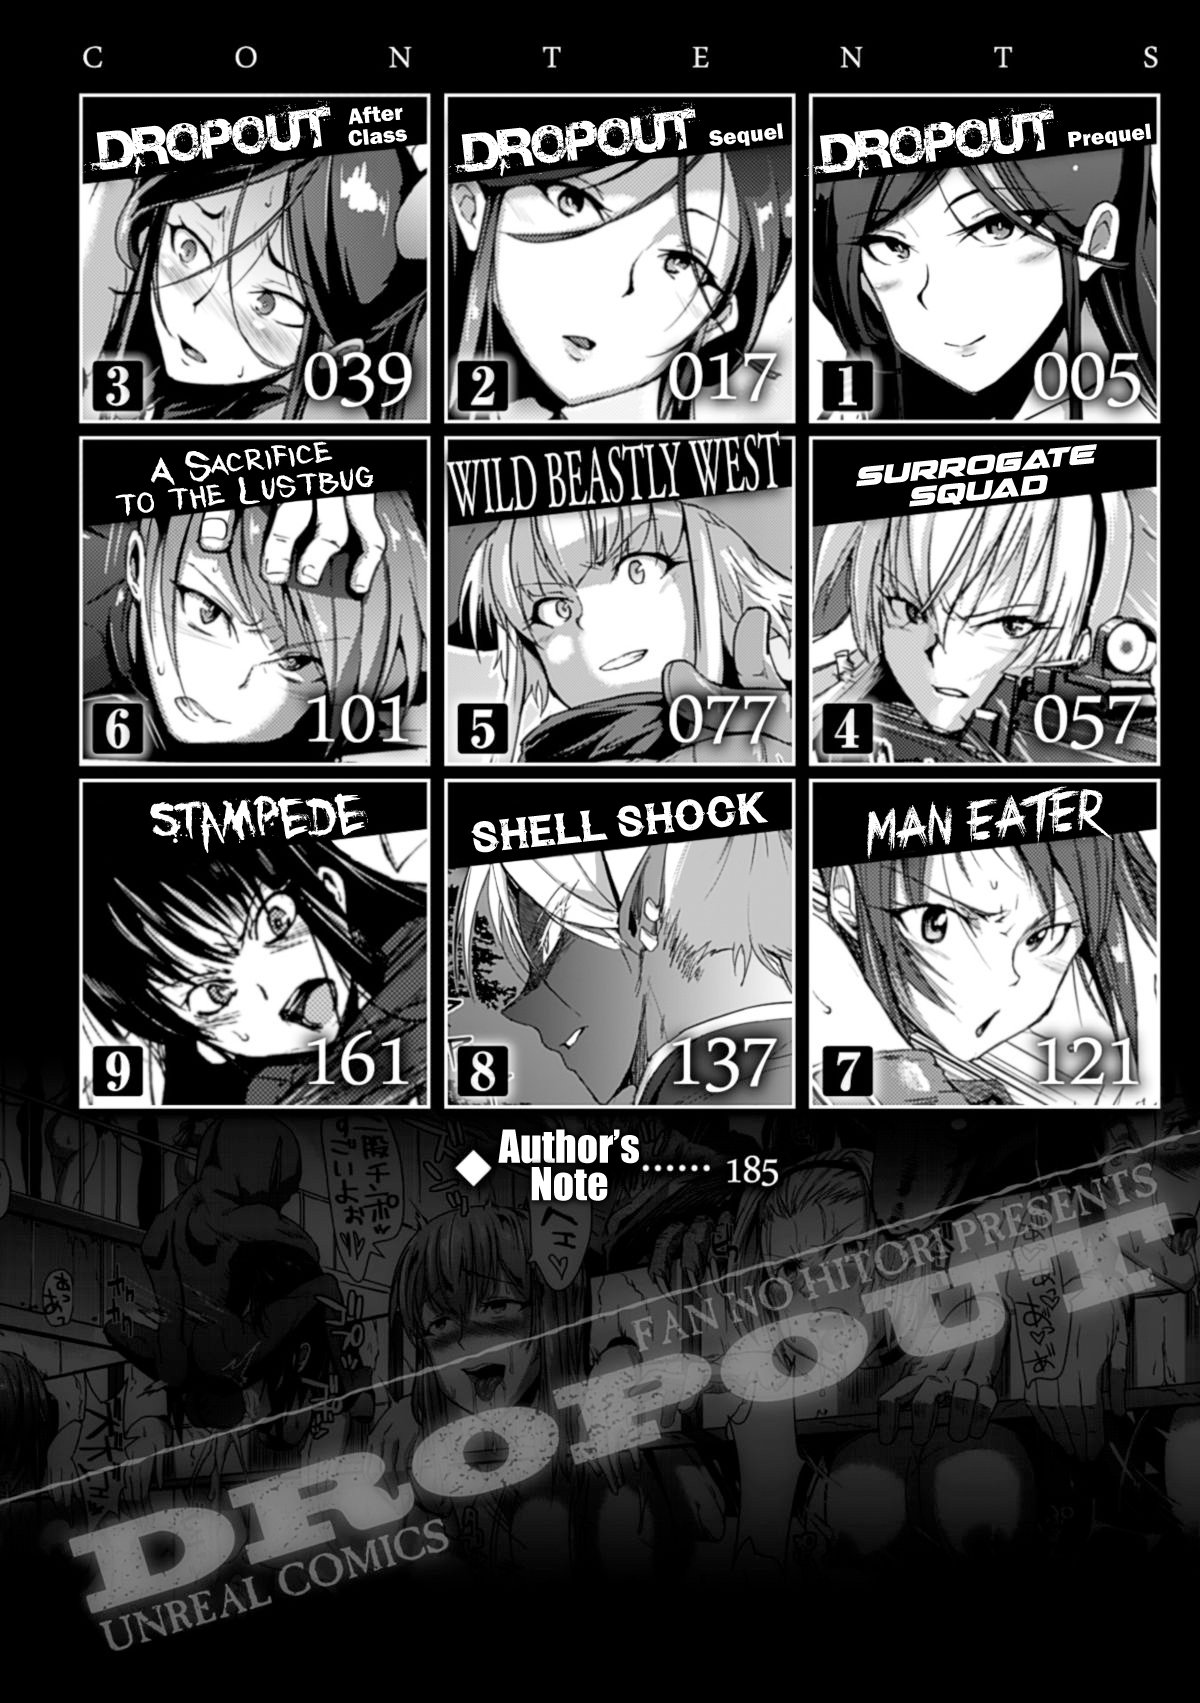 CONTENTS
DROPOUT Prequel
1
005
DROPOUT Sequel
2
017
DROPOUT After
Class
3
039
SURROGATE
SQUAD
4
057
WILD BEASTLY WEST
5
077
A SACRIFICE
TO THE LUSTBUG
6
101
MAN EATER
7
121
SHELL SHOCK
8
137
STAMPEDE
9
161
◆ Author's
Note ...... 185
FAN NO HITORI PRESENTS
DROPOUT
UNREAL COMICS